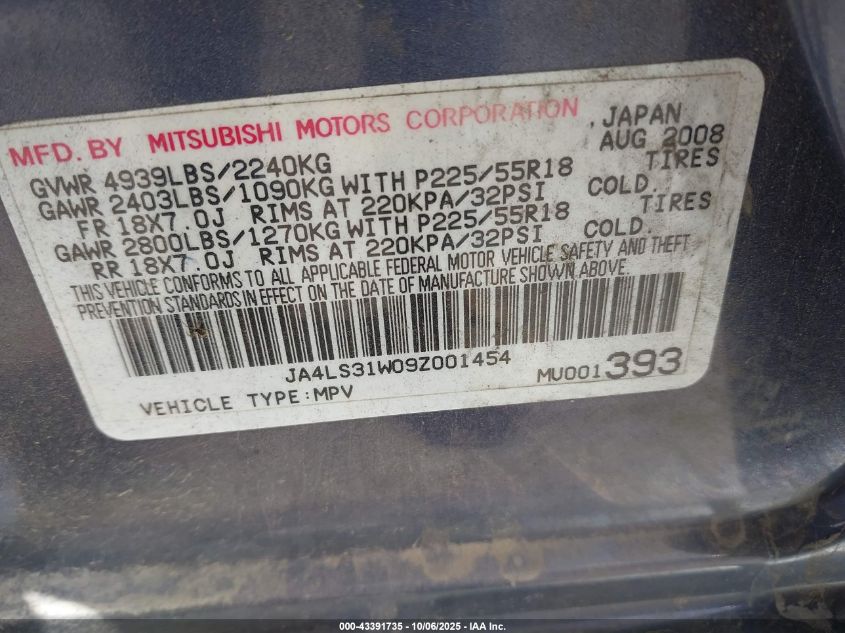 MFD. BY MITSUBISHI MOTORS CORPORATION , JAPAN
AUG 2008
GVWR 4939LBS/2240KG
GAWR 2403LBS/1090KG WITH P225/55R18 TIRES
FR 18X7.0J RIMS AT 220KPA/32PSI COLD.
GAWR 2800LBS/1270KG WITH P225/55R18 TIRES
RR 18X7.0J RIMS AT 220KPA/32PSI COLD.
THIS VEHICLE CONFORMS TO ALL APPLICABLE FEDERAL MOTOR VEHICLE SAFETY AND THEFT
PREVENTION STANDARDS IN EFFECT ON THE DATE OF MANUFACTURE SHOWN ABOVE.
JA4LS31W09Z001454
MU001393
VEHICLE TYPE:MPV
000-43391735 - 10/06/2025 - IAA Inc.